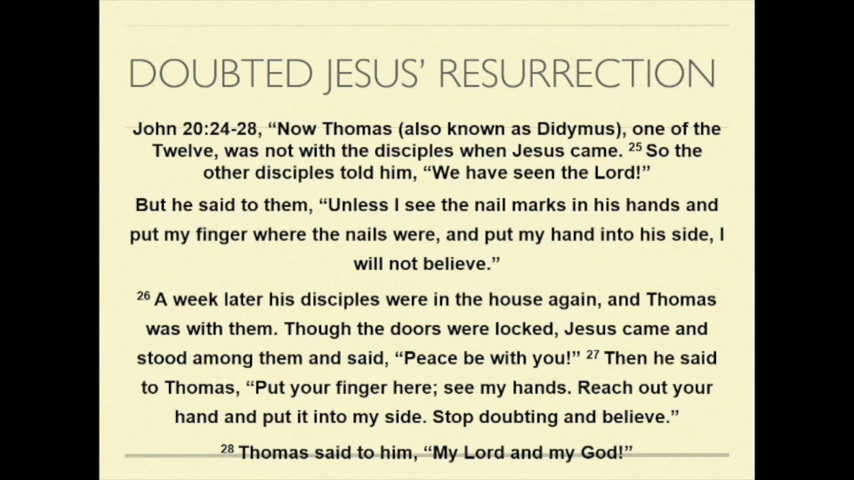 DOUBTED JESUS’ RESURRECTION
John 20:24-28, “Now Thomas (also known as Didymus), one of the
Twelve, was not with the disciples when Jesus came. 25 So the
other disciples told him, “We have seen the Lord!”
But he said to them, “Unless I see the nail marks in his hands and
put my finger where the nails were, and put my hand into his side, I
will not believe.”
26 A week later his disciples were in the house again, and Thomas
was with them. Though the doors were locked, Jesus came and
stood among them and said, “Peace be with you!” 27 Then he said
to Thomas, “Put your finger here; see my hands. Reach out your
hand and put it into my side. Stop doubting and believe.”
28 Thomas said to him, “My Lord and my God!”